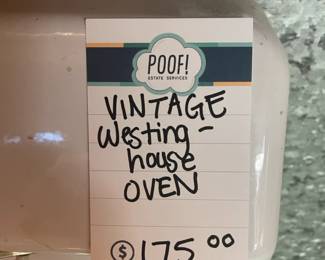 POOF!
ESTATE SERVICES
VINTAGE
Westing-
house
OVEN
$ 175.00